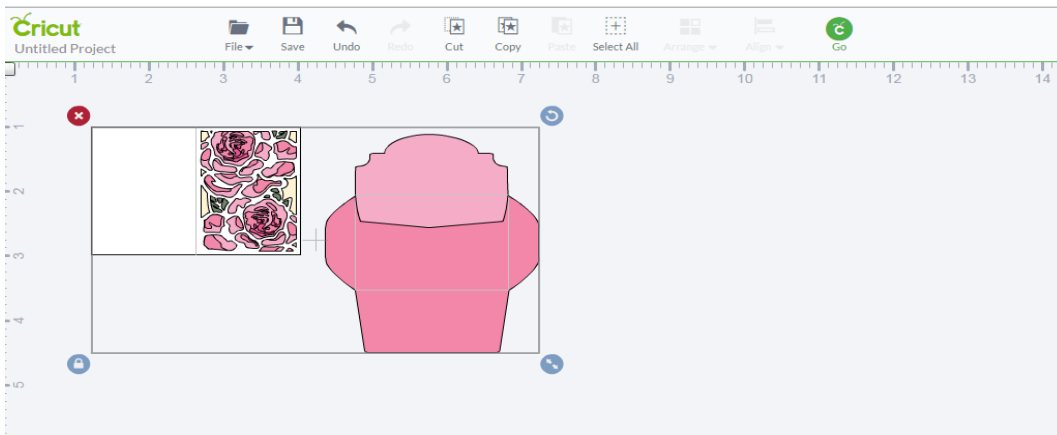 Cricut
Untitled Project
File Save Undo Redo Cut Copy Paste Select All Arrange Align Go
1 2 3 4 5 6 7 8 9 10 11 12 13 14
1
2
3
4
5